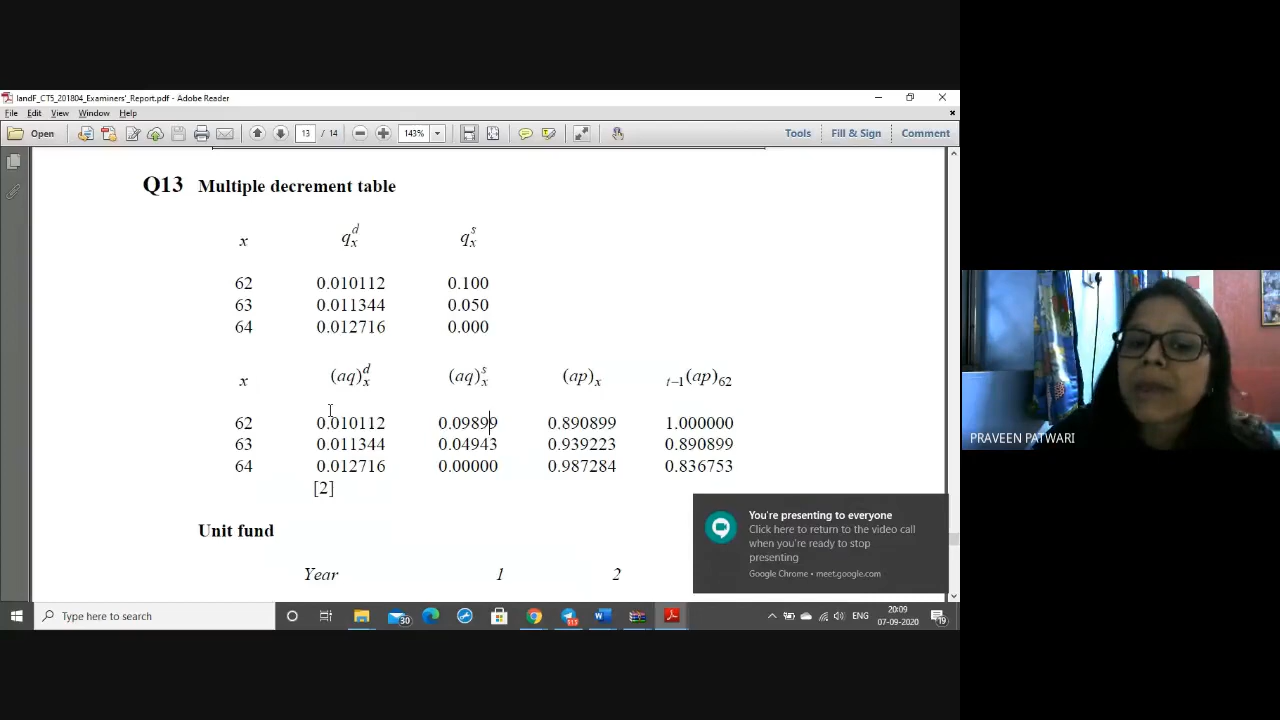 landF_CT5_201804_Examiners'_Report.pdf - Adobe Reader
File Edit View Window Help
Open 13 / 14 143% Tools Fill & Sign Comment
Q13 Multiple decrement table
x q_x^d q_x^s
62 0.010112 0.100
63 0.011344 0.050
64 0.012716 0.000
x (aq)_x^d (aq)_x^s (ap)_x t−1(ap)62
62 0.010112 0.09899 0.890899 1.000000
63 0.011344 0.04943 0.939223 0.890899
64 0.012716 0.00000 0.987284 0.836753
[2]
Unit fund
Year 1 2
You're presenting to everyone
Click here to return to the video call
when you're ready to stop
presenting
Google Chrome • meet.google.com
PRAVEEN PATWARI
Type here to search
30
ENG
20:09
07-09-2020
19